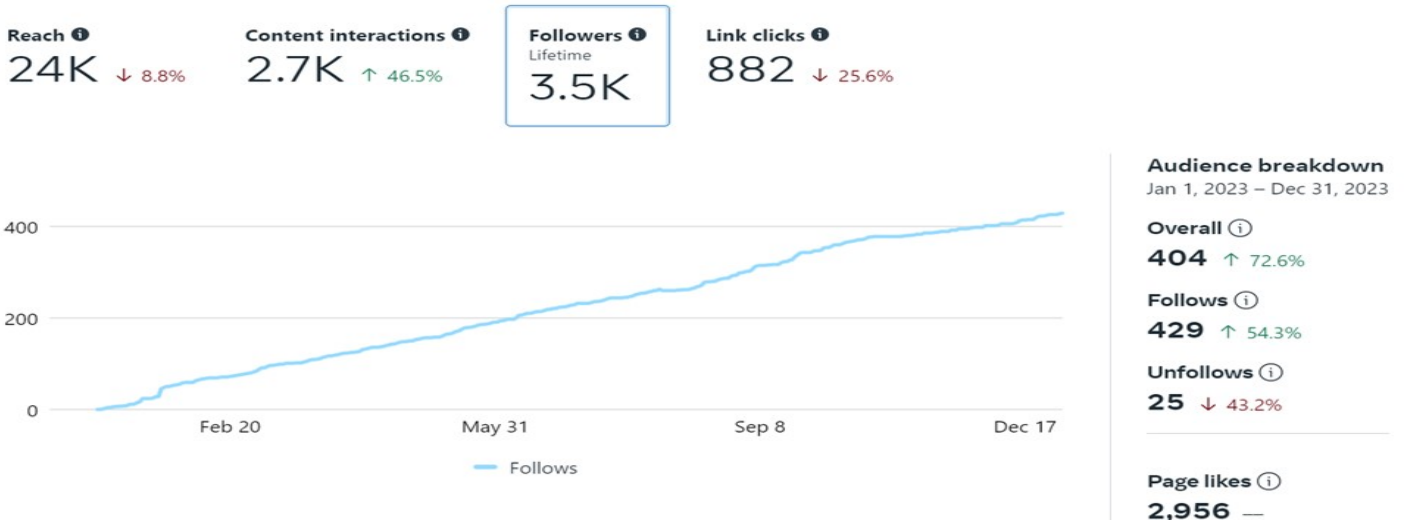 Reach
24K ↓ 8.8%
Content interactions
2.7K ↑ 46.5%
Followers
Lifetime
3.5K
Link clicks
882 ↓ 25.6%
400
200
0
Feb 20 May 31 Sep 8 Dec 17
Follows
Audience breakdown
Jan 1, 2023 – Dec 31, 2023
Overall
404 ↑ 72.6%
Follows
429 ↑ 54.3%
Unfollows
25 ↓ 43.2%
Page likes
2,956 —